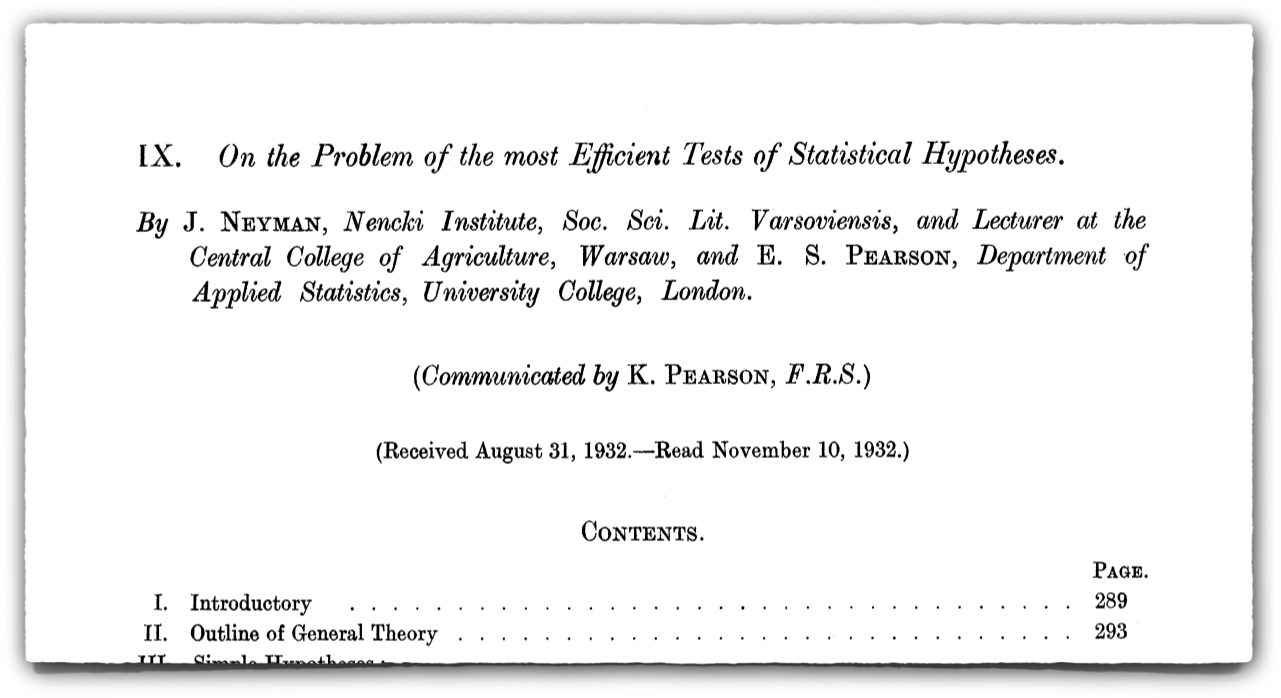 IX. On the Problem of the most Efficient Tests of Statistical Hypotheses.
By J. NEYMAN, Nencki Institute, Soc. Sci. Lit. Varsoviensis, and Lecturer at the
Central College of Agriculture, Warsaw, and E. S. PEARSON, Department of
Applied Statistics, University College, London.
(Communicated by K. PEARSON, F.R.S.)
(Received August 31, 1932.—Read November 10, 1932.)
CONTENTS.
PAGE.
I. Introductory . . . . . . . . . . . . . . . . . . . . . . . . . . . . . . . . . . 289
II. Outline of General Theory . . . . . . . . . . . . . . . . . . . . . . . . . . . . . 293
III. Simple Hypotheses :